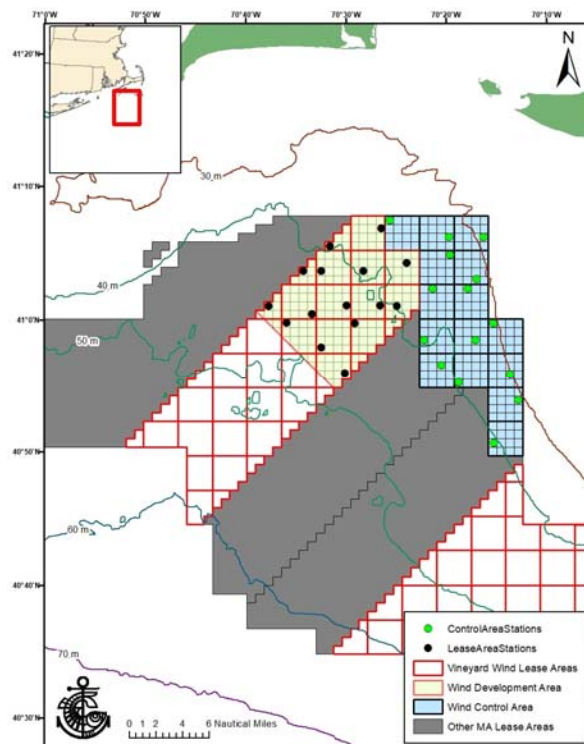 71°0'W 70°50'W 70°40'W 70°30'W 70°20'W 70°10'W
41°20'N
N
41°10'N
30 m
40 m
41°0'N
50 m
40°50'N
60 m
40°40'N
70 m
40°30'N
0 1 2 4 6 Nautical Miles
ControlAreaStations
LeaseAreaStations
Vineyard Wind Lease Areas
Wind Development Area
Wind Control Area
Other MA Lease Areas